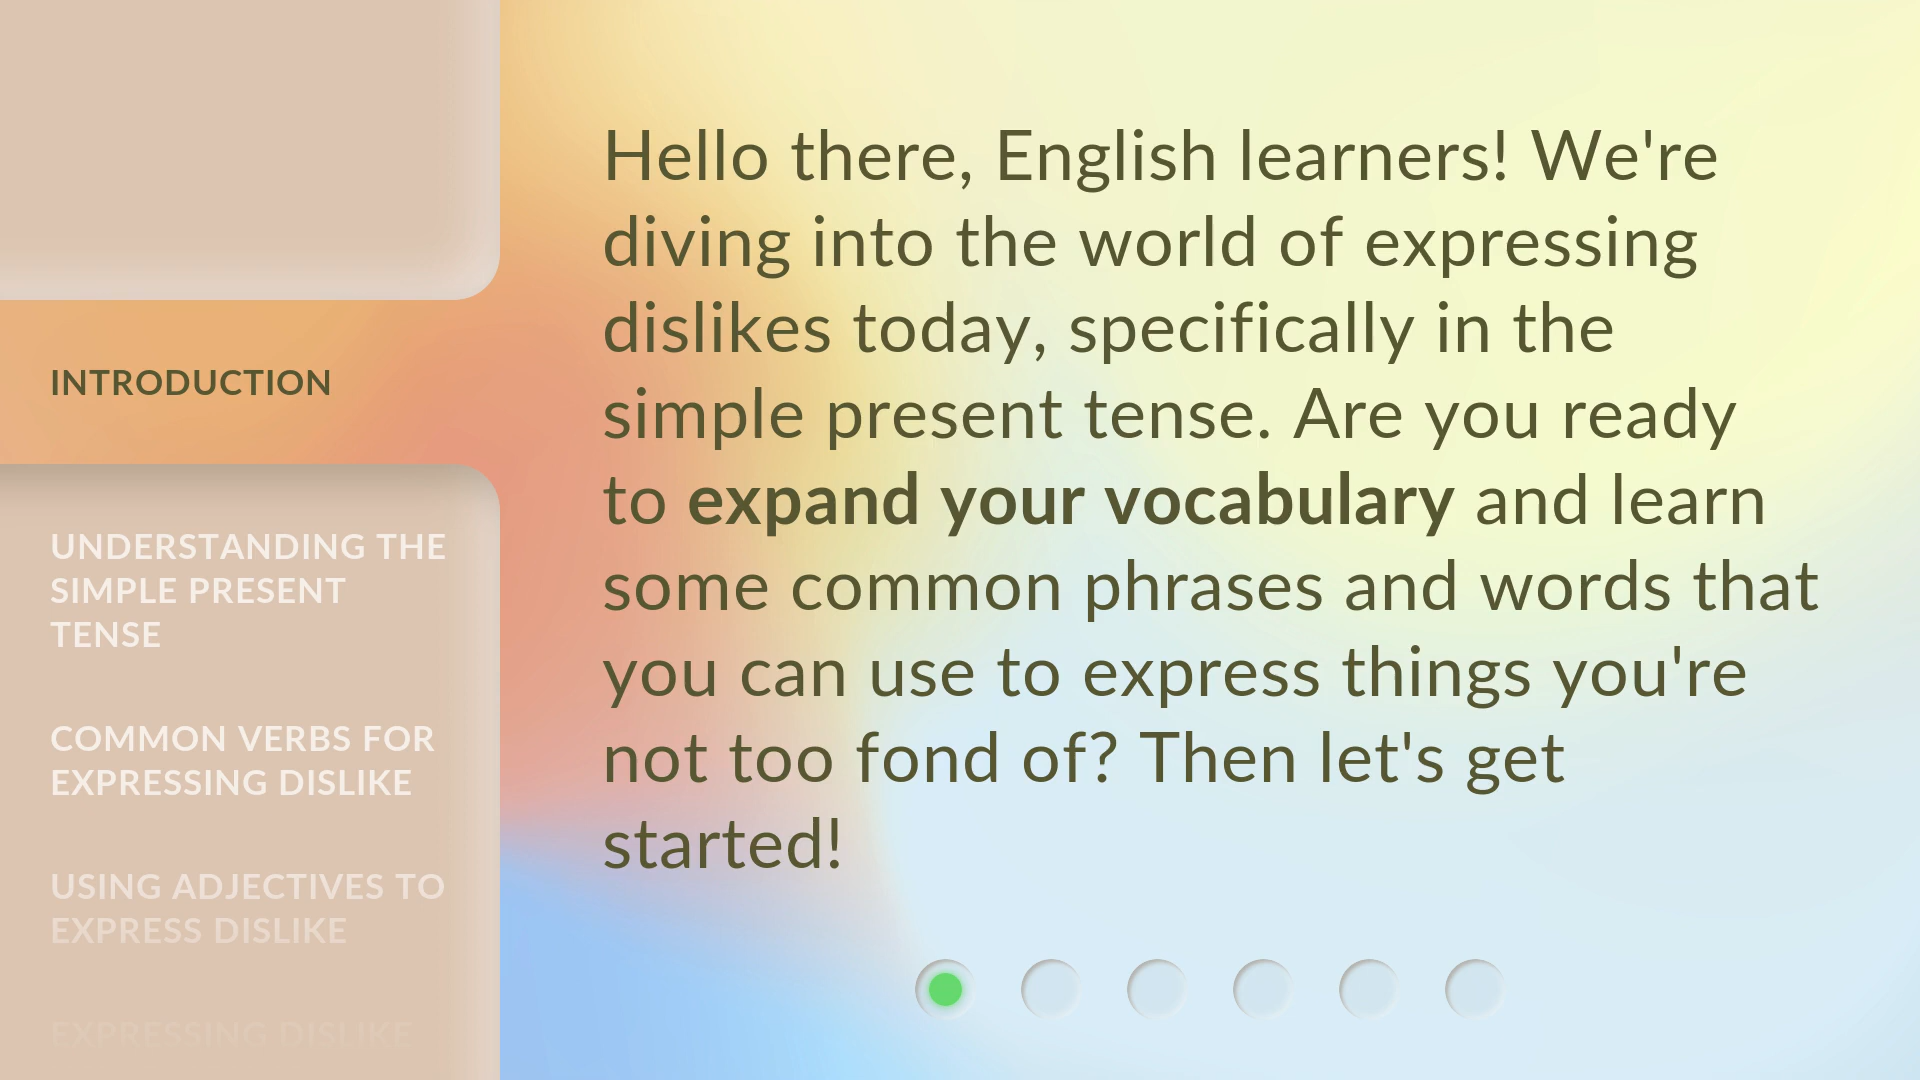 INTRODUCTION
UNDERSTANDING THE
SIMPLE PRESENT
TENSE
COMMON VERBS FOR
EXPRESSING DISLIKE
USING ADJECTIVES TO
EXPRESS DISLIKE
EXPRESSING DISLIKE
Hello there, English learners! We're
diving into the world of expressing
dislikes today, specifically in the
simple present tense. Are you ready
to expand your vocabulary and learn
some common phrases and words that
you can use to express things you're
not too fond of? Then let's get
started!